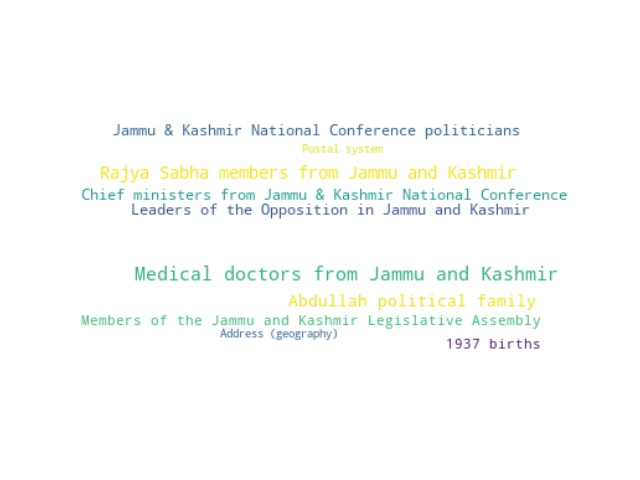 Jammu & Kashmir National Conference politicians
Postal system
Rajya Sabha members from Jammu and Kashmir
Chief ministers from Jammu & Kashmir National Conference
Leaders of the Opposition in Jammu and Kashmir
Medical doctors from Jammu and Kashmir
Abdullah political family
Members of the Jammu and Kashmir Legislative Assembly
Address (geography)
1937 births